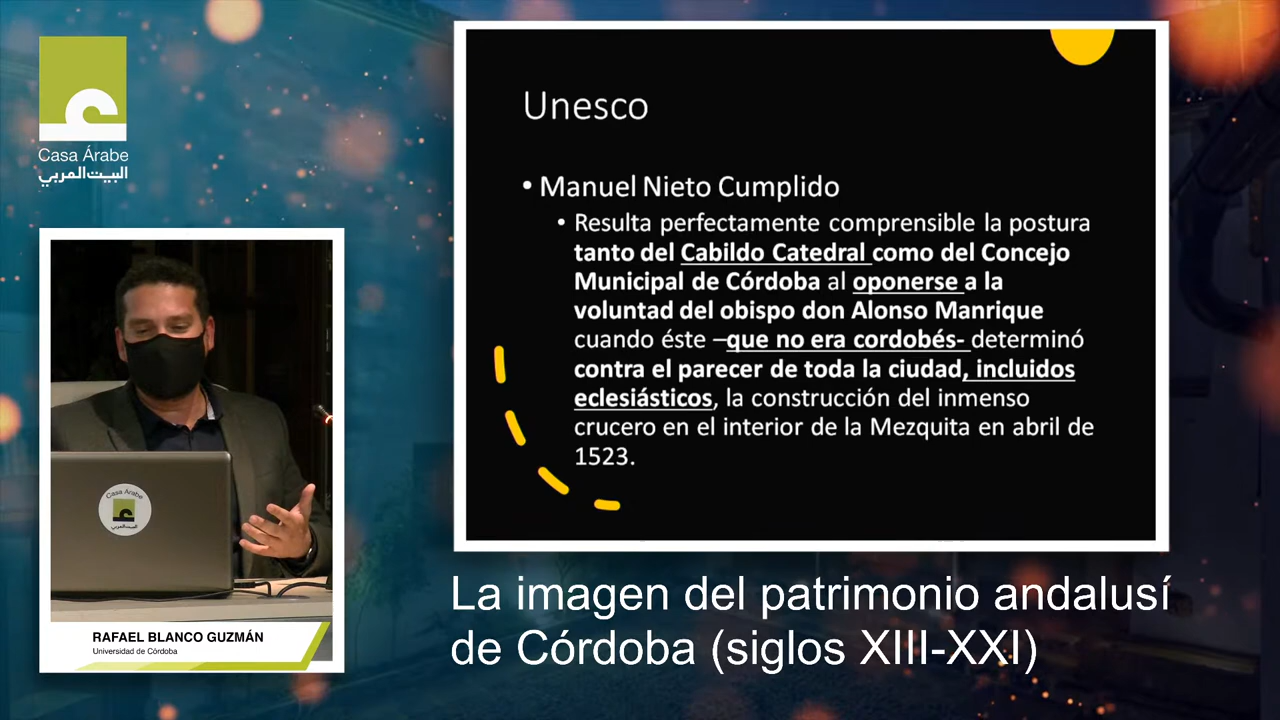 Casa Árabe
البيت العربي
Unesco
• Manuel Nieto Cumplido
• Resulta perfectamente comprensible la postura
tanto del Cabildo Catedral como del Concejo
Municipal de Córdoba al oponerse a la
voluntad del obispo don Alonso Manrique
cuando éste –que no era cordobés- determinó
contra el parecer de toda la ciudad, incluidos
eclesiásticos, la construcción del inmenso
crucero en el interior de la Mezquita en abril de
1523.
Casa Árabe
البيت العربي
RAFAEL BLANCO GUZMÁN
Universidad de Córdoba
La imagen del patrimonio andalusí
de Córdoba (siglos XIII-XXI)